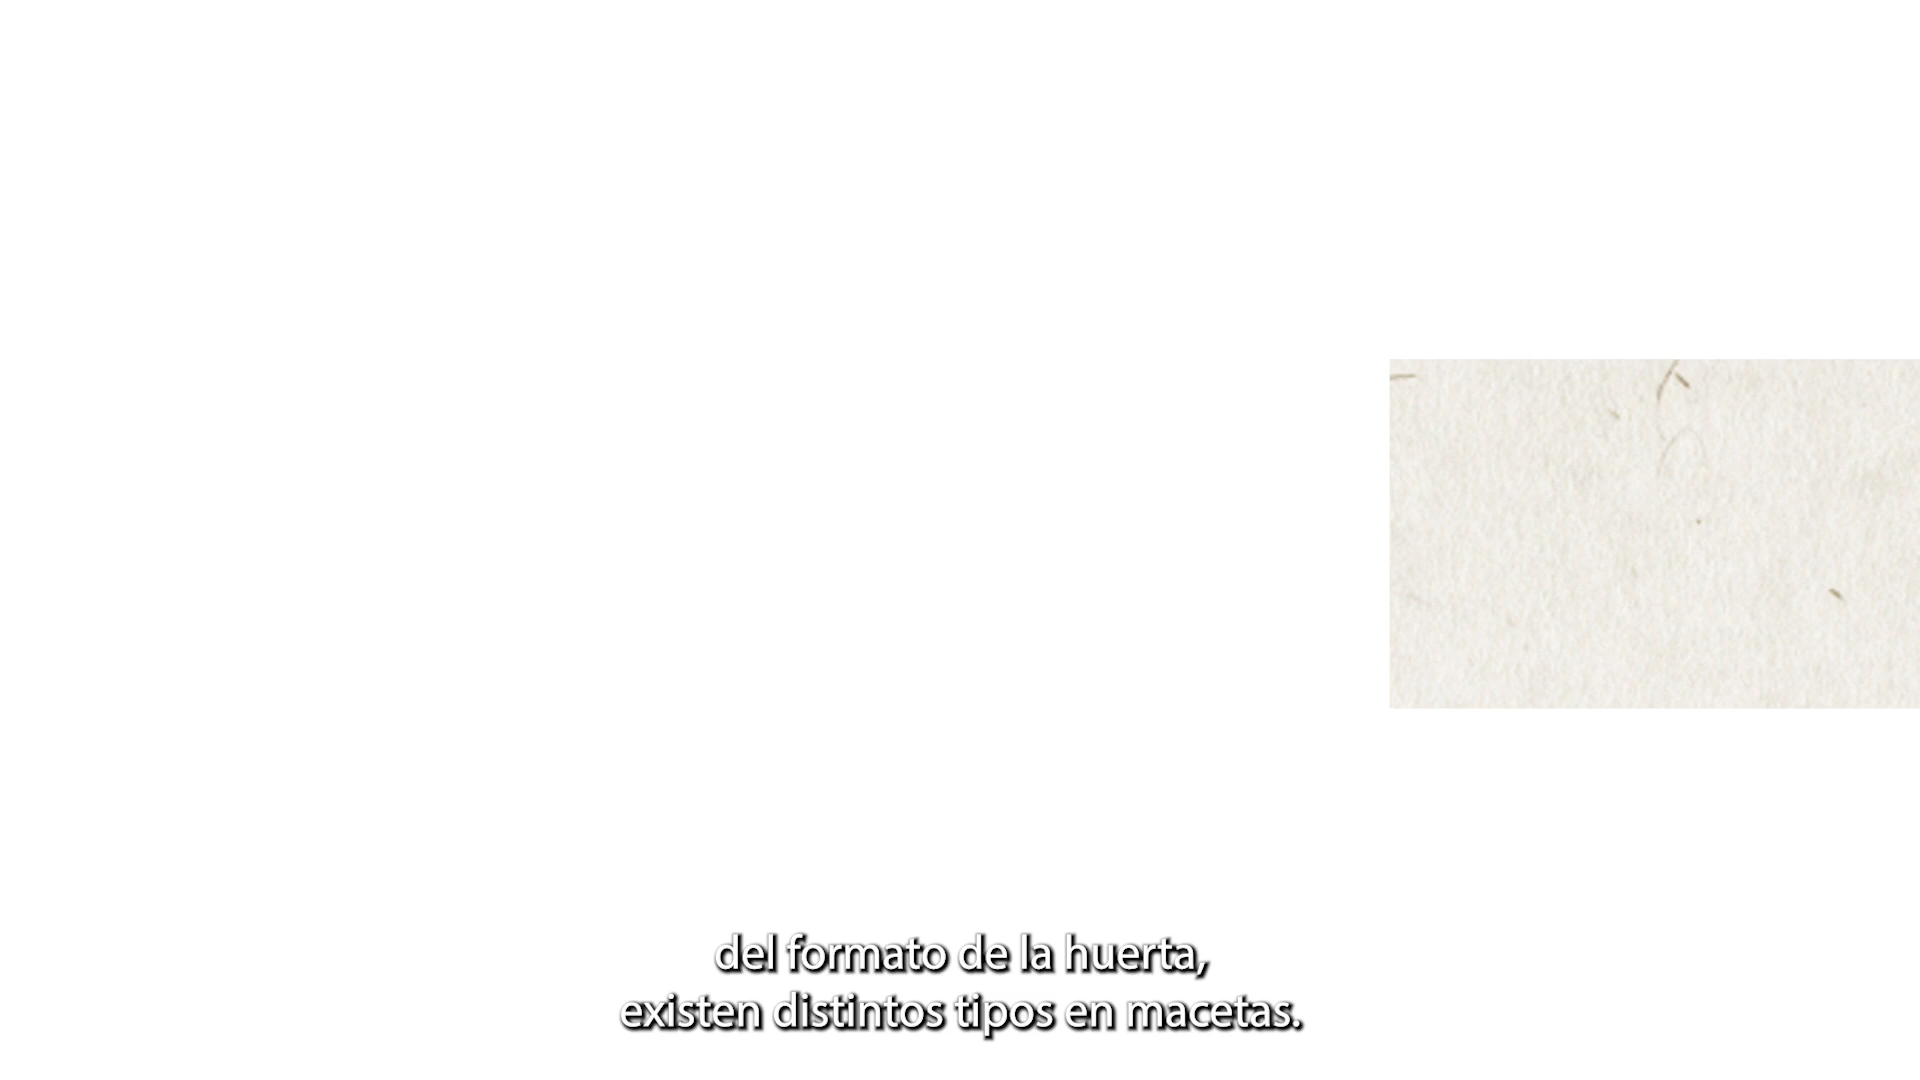 del formato de la huerta,
existen distintos tipos en macetas.